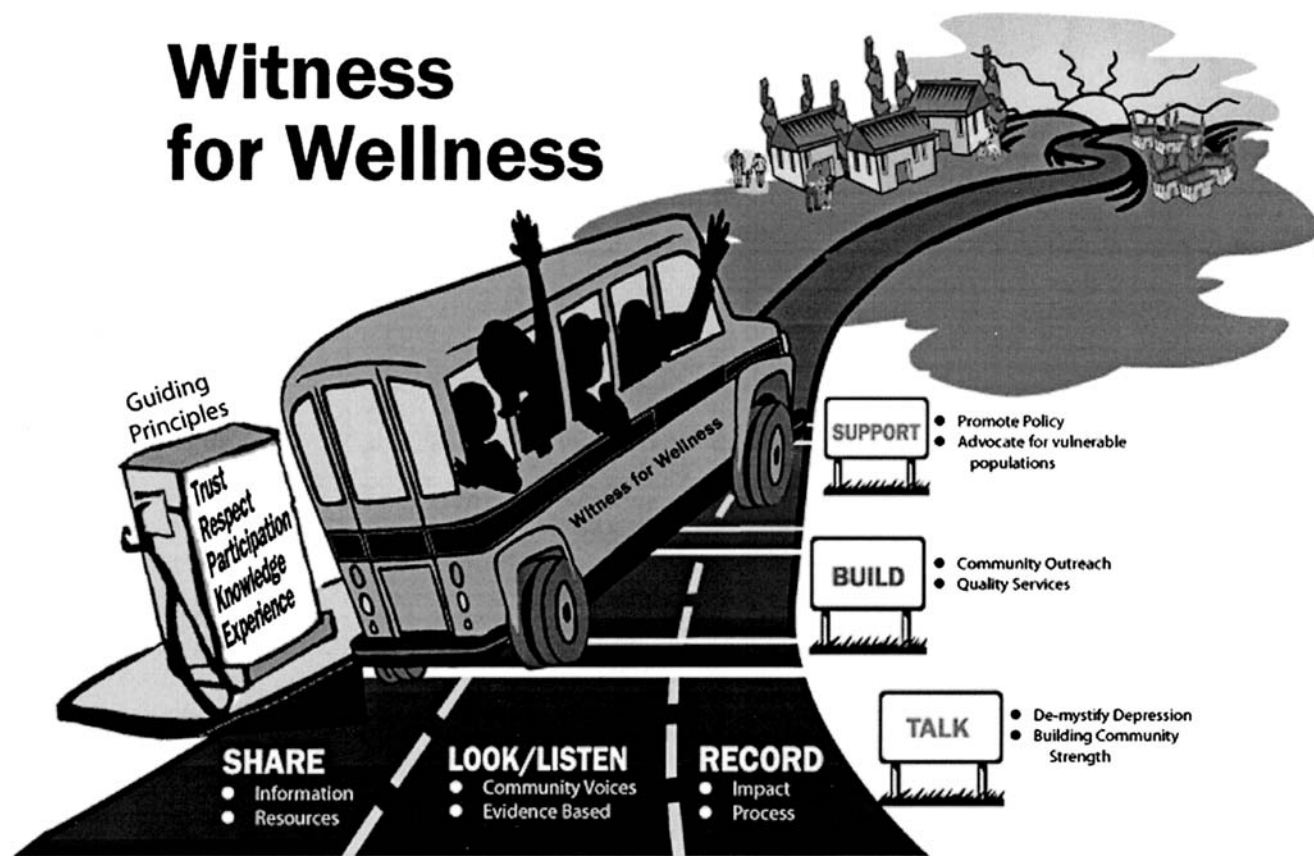 Witness
for Wellness
Guiding
Principles
Trust
Respect
Participation
Knowledge
Experience
Witness for Wellness
SUPPORT
Promote Policy
Advocate for vulnerable
populations
BUILD
Community Outreach
Quality Services
TALK
De-mystify Depression
Building Community
Strength
SHARE
Information
Resources
LOOK/LISTEN
Community Voices
Evidence Based
RECORD
Impact
Process